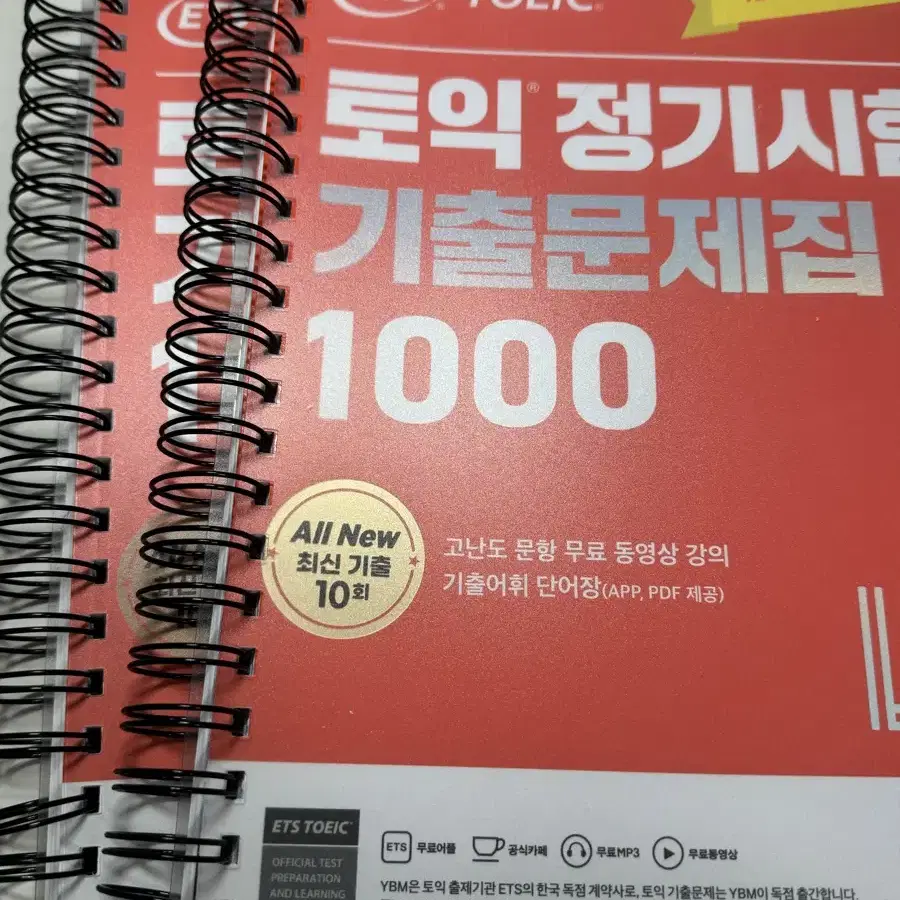 ETS TOEIC®
토익® 정기시험
기출문제집
1000
All New
최신 기출
10회
고난도 문항 무료 동영상 강의
기출어휘 단어장(APP, PDF 제공)
ETS TOEIC®
OFFICIAL TEST
PREPARATION
AND LEARNING
ETS 무료어플
공식카페
무료MP3
무료동영상
YBM은 토익 출제기관 ETS의 한국 독점 계약사로, 토익 기출문제는 YBM이 독점 출간합니다.